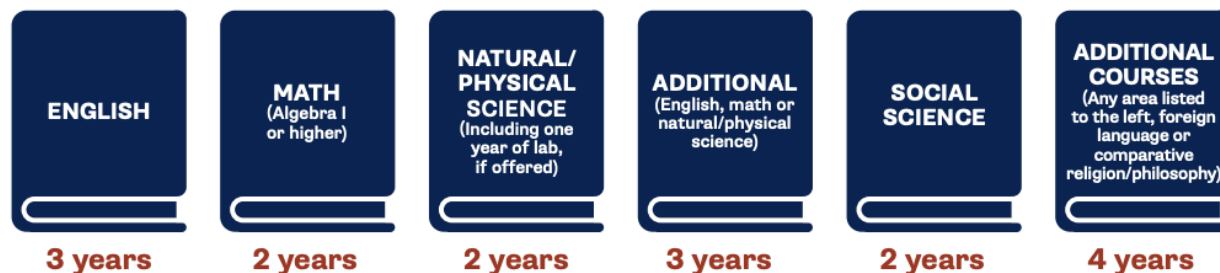 ENGLISH
3 years
MATH
(Algebra I
or higher)
2 years
NATURAL/
PHYSICAL
SCIENCE
(Including one
year of lab,
if offered)
2 years
ADDITIONAL
(English, math or
natural/physical
science)
3 years
SOCIAL
SCIENCE
2 years
ADDITIONAL
COURSES
(Any area listed
to the left, foreign
language or
comparative
religion/philosophy)
4 years